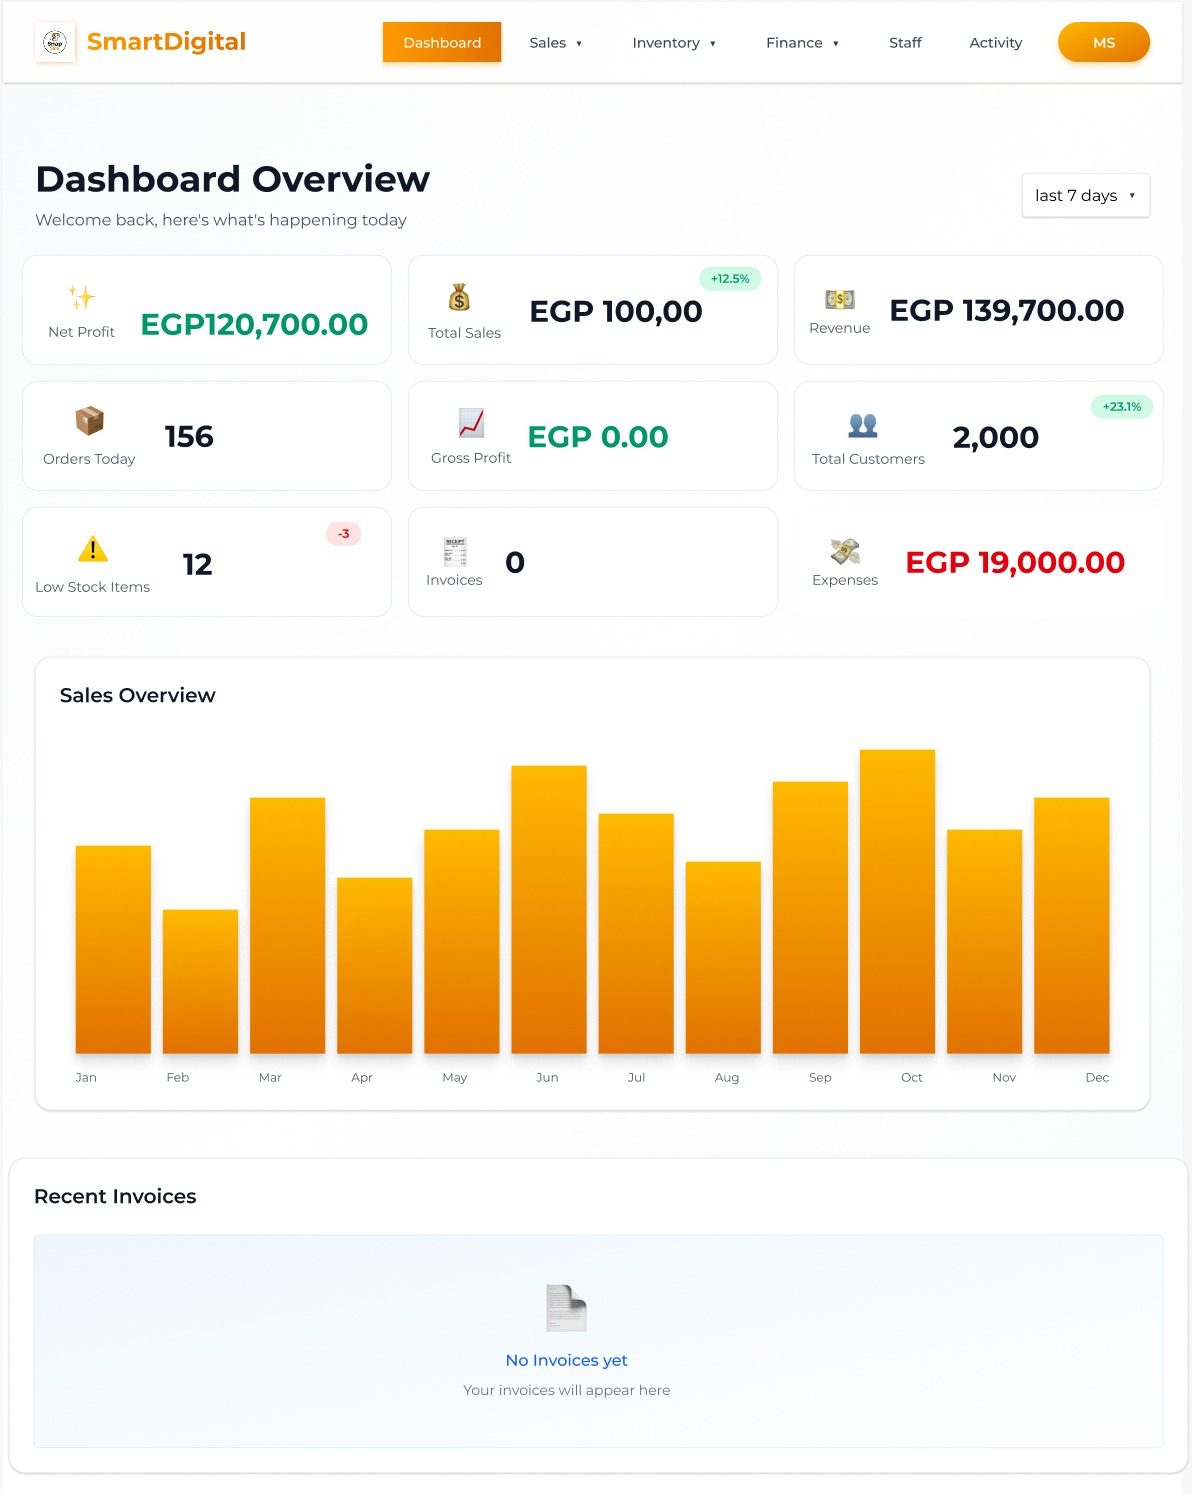 Snap
SmartDigital
Dashboard
Sales ▾
Inventory ▾
Finance ▾
Staff
Activity
MS
Dashboard Overview
Welcome back, here's what's happening today
last 7 days ▾
Net Profit
EGP120,700.00
+12.5%
Total Sales
EGP 100,00
Revenue
EGP 139,700.00
Orders Today
156
Gross Profit
EGP 0.00
+23.1%
Total Customers
2,000
-3
Low Stock Items
12
RECEIPT
Invoices
0
Expenses
EGP 19,000.00
Sales Overview
Jan Feb Mar Apr May Jun Jul Aug Sep Oct Nov Dec
Recent Invoices
No Invoices yet
Your invoices will appear here